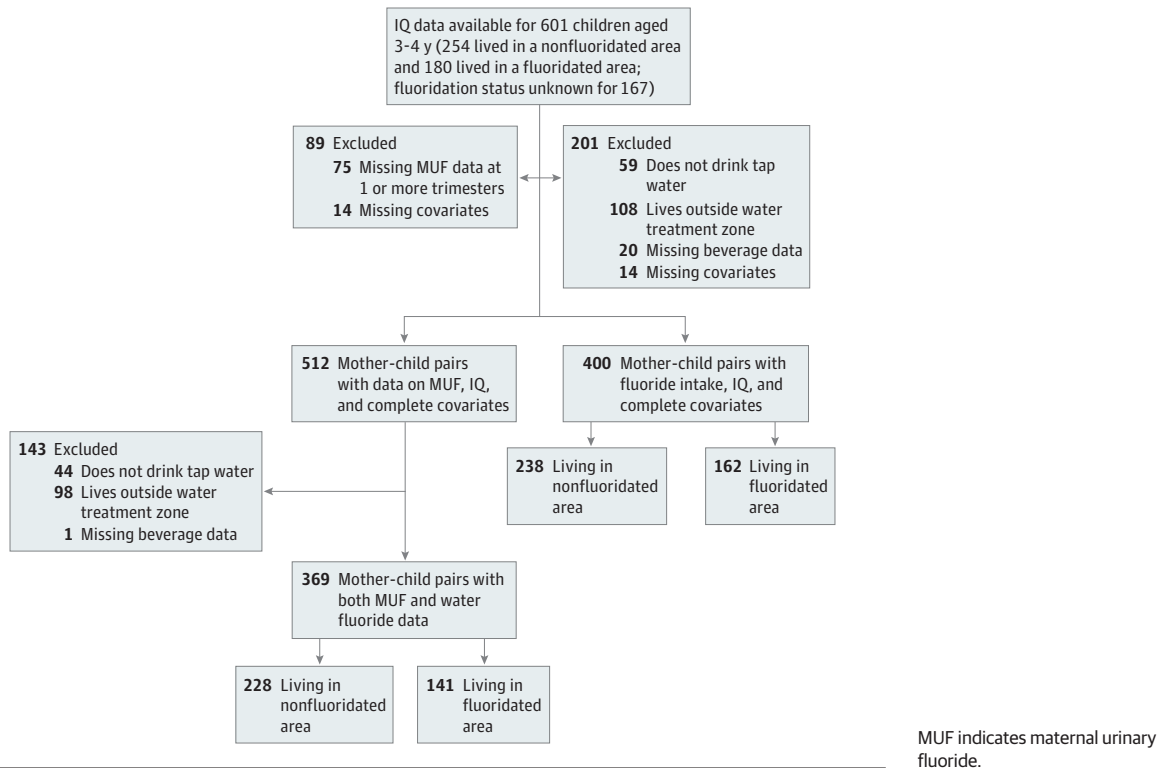 IQ data available for 601 children aged
3-4 y (254 lived in a nonfluoridated area
and 180 lived in a fluoridated area;
fluoridation status unknown for 167)
89 Excluded
75 Missing MUF data at
1 or more trimesters
14 Missing covariates
201 Excluded
59 Does not drink tap
water
108 Lives outside water
treatment zone
20 Missing beverage data
14 Missing covariates
512 Mother-child pairs
with data on MUF, IQ,
and complete covariates
400 Mother-child pairs with
fluoride intake, IQ, and
complete covariates
143 Excluded
44 Does not drink tap water
98 Lives outside water
treatment zone
1 Missing beverage data
238 Living in
nonfluoridated
area
162 Living in
fluoridated
area
369 Mother-child pairs with
both MUF and water
fluoride data
228 Living in
nonfluoridated
area
141 Living in
fluoridated
area
MUF indicates maternal urinary
fluoride.